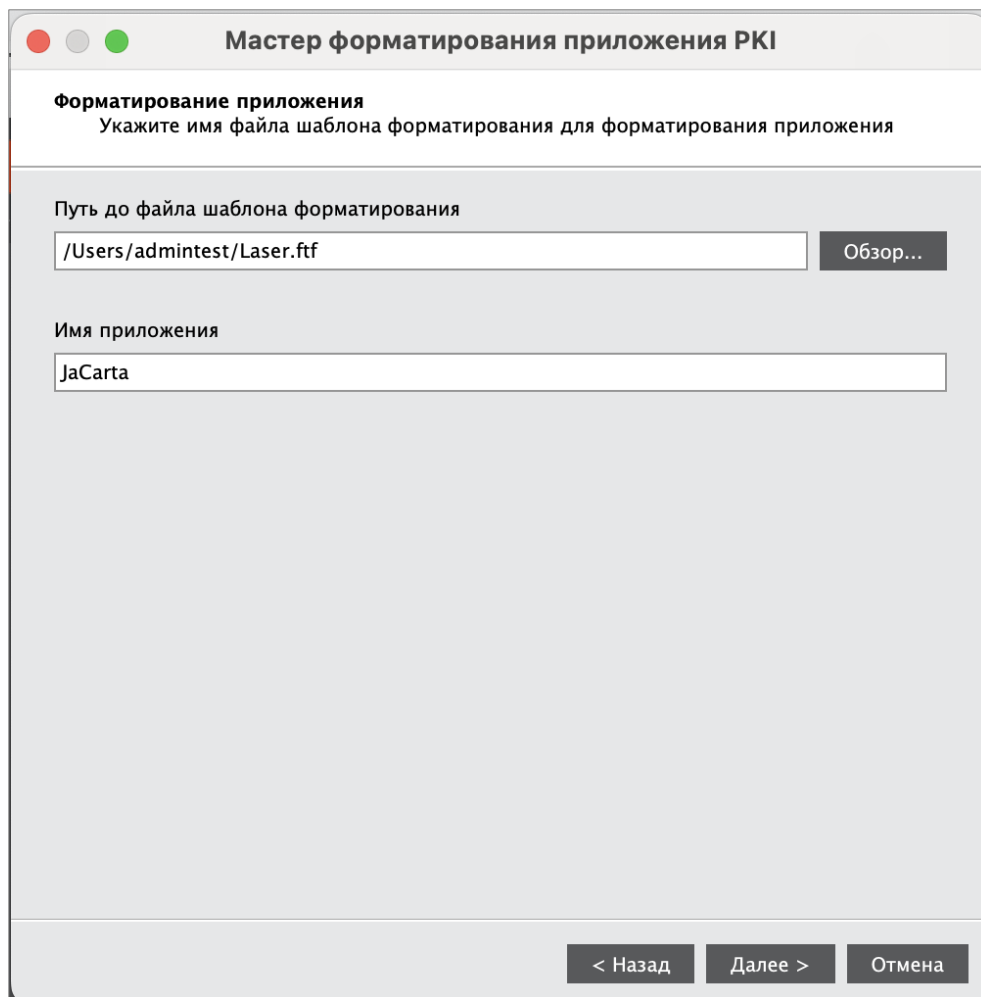 Мастер форматирования приложения PKI
Форматирование приложения
Укажите имя файла шаблона форматирования для форматирования приложения
Путь до файла шаблона форматирования
/Users/admintest/Laser.ftf
Обзор...
Имя приложения
JaCarta
< Назад
Далее >
Отмена